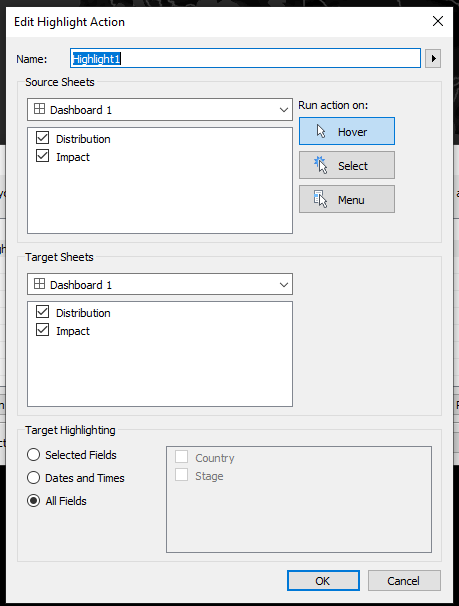 Edit Highlight Action
Name: Highlight1
Source Sheets
Dashboard 1
Distribution
Impact
Run action on:
Hover
Select
Menu
Target Sheets
Dashboard 1
Distribution
Impact
Target Highlighting
Selected Fields
Dates and Times
All Fields
Country
Stage
OK
Cancel